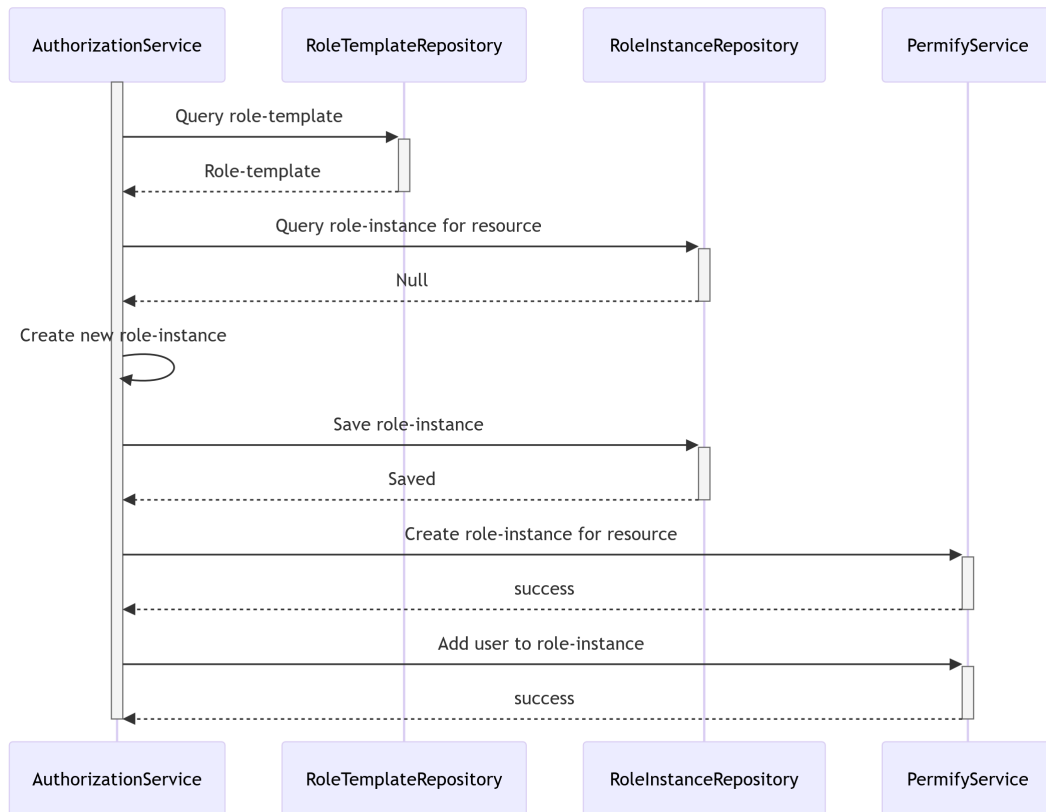 AuthorizationService
RoleTemplateRepository
RoleInstanceRepository
PermifyService
Query role-template
Role-template
Query role-instance for resource
Null
Create new role-instance
Save role-instance
Saved
Create role-instance for resource
success
Add user to role-instance
success
AuthorizationService
RoleTemplateRepository
RoleInstanceRepository
PermifyService